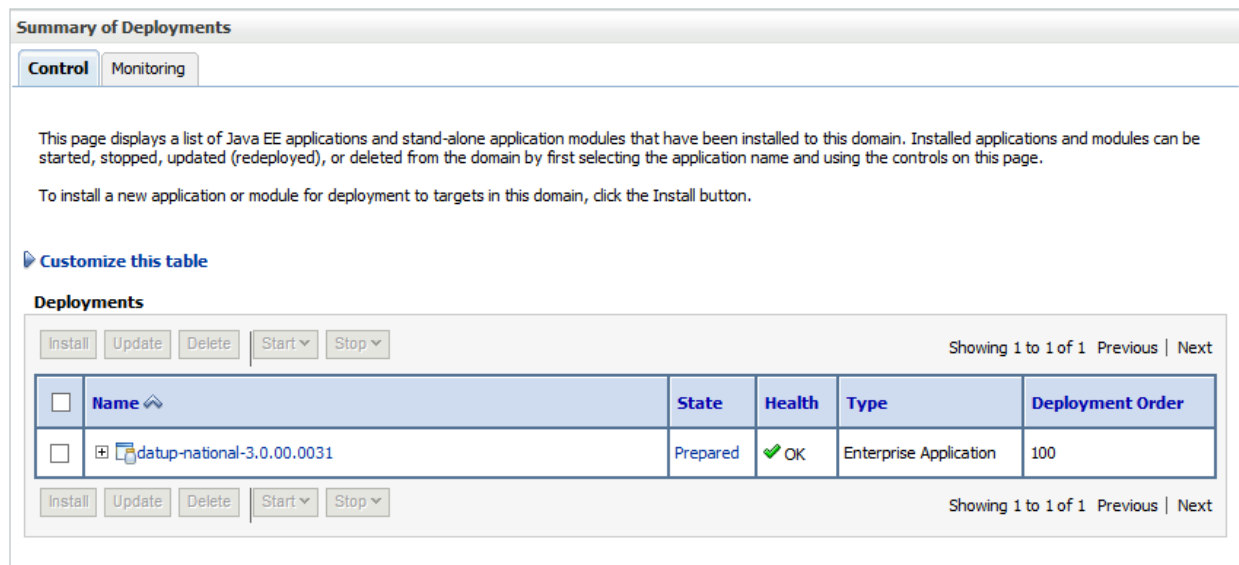 Summary of Deployments
Control Monitoring
This page displays a list of Java EE applications and stand-alone application modules that have been installed to this domain. Installed applications and modules can be
started, stopped, updated (redeployed), or deleted from the domain by first selecting the application name and using the controls on this page.
To install a new application or module for deployment to targets in this domain, click the Install button.
Customize this table
Deployments
Install Update Delete Start Stop Showing 1 to 1 of 1 Previous | Next
Name State Health Type Deployment Order
datup-national-3.0.00.0031 Prepared OK Enterprise Application 100
Install Update Delete Start Stop Showing 1 to 1 of 1 Previous | Next